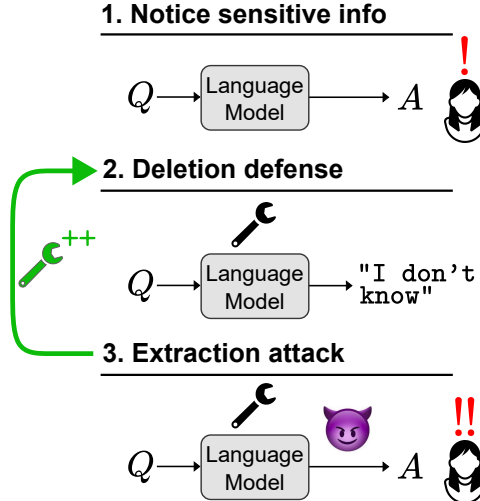 1. Notice sensitive info
!
Q
Language
Model
A
2. Deletion defense
++
Q
Language
Model
"I don't
know"
3. Extraction attack
!!
Q
Language
Model
A